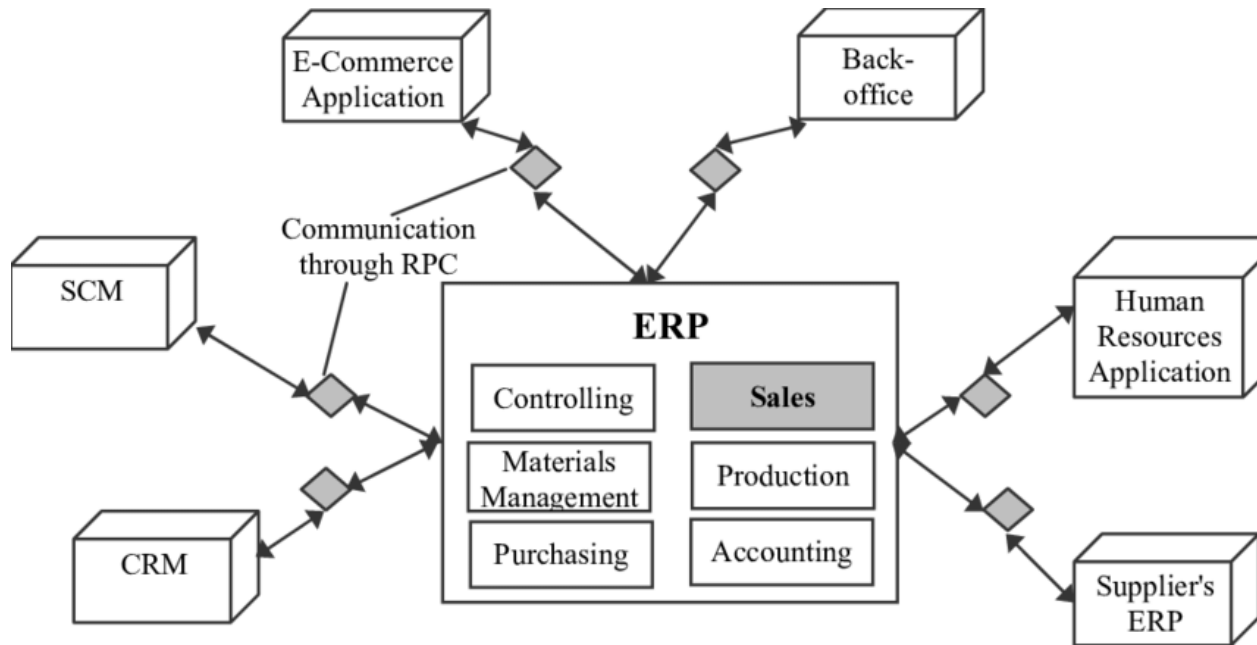 E-Commerce
Application
Back-
office
Communication
through RPC
SCM
ERP
Controlling
Sales
Materials
Management
Production
Purchasing
Accounting
CRM
Human
Resources
Application
Supplier's
ERP